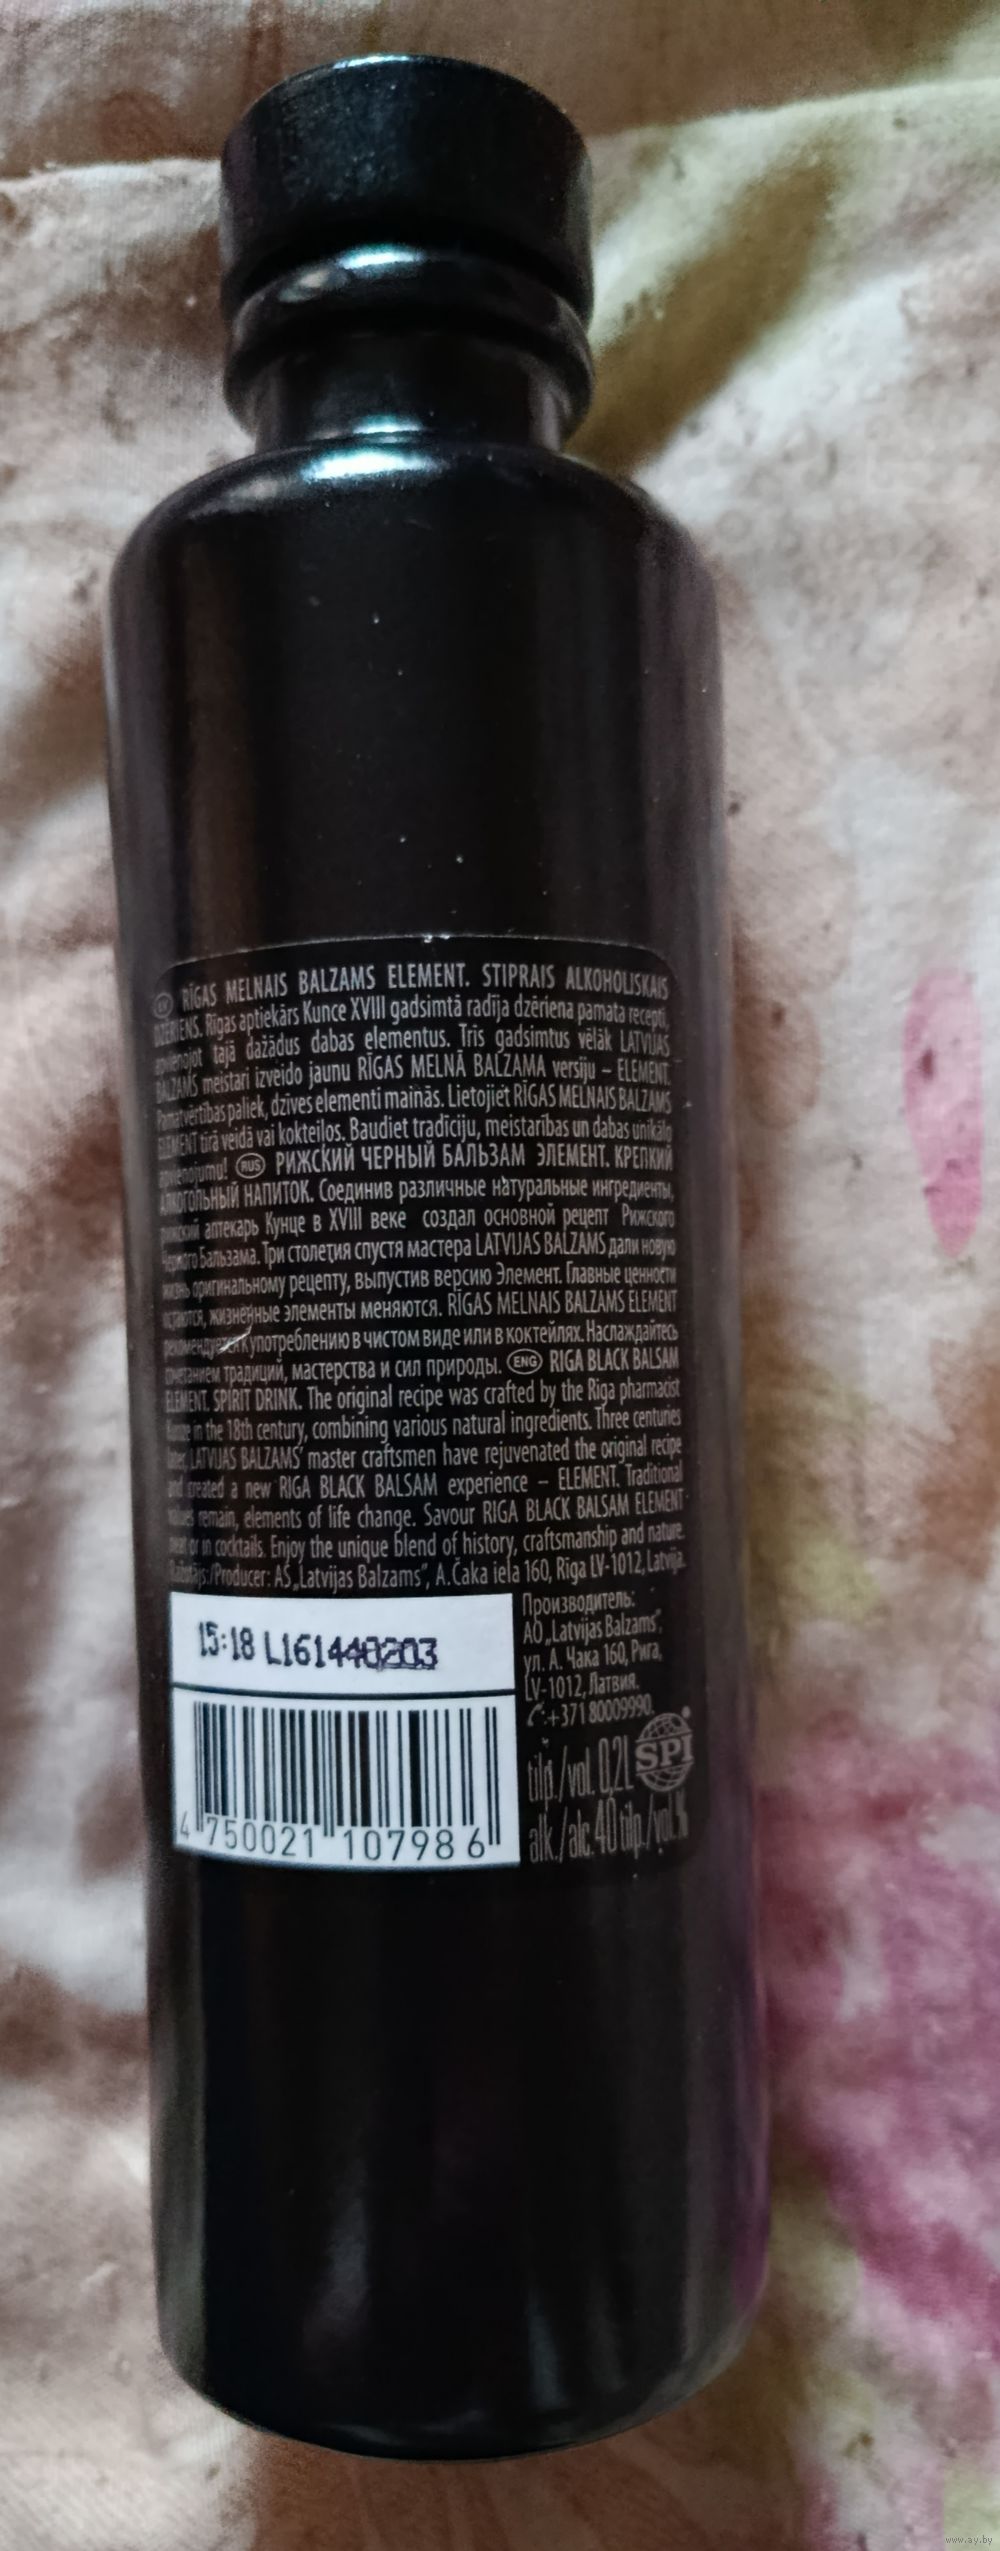 LV RĪGAS MELNAIS BALZAMS ELEMENT. STIPRAIS ALKOHOLISKAIS
DZĒRIENS. Rīgas aptiekārs Kunce XVIII gadsimtā radīja dzēriena pamata recepti,
apvienojot tajā dažādus dabas elementus. Trīs gadsimtus vēlāk LATVIJAS
BALZAMS meistari izveido jaunu RĪGAS MELNĀ BALZAMA versiju – ELEMENT.
Pamatvērtības paliek, dzīves elementi mainās. Lietojiet RĪGAS MELNAIS BALZAMS
ELEMENT tīrā veidā vai kokteiļos. Baudiet tradīciju, meistarības un dabas unikālo
apvienojumu! RUS РИЖСКИЙ ЧЕРНЫЙ БАЛЬЗАМ ЭЛЕМЕНТ. КРЕПКИЙ
АЛКОГОЛЬНЫЙ НАПИТОК. Соединив различные натуральные ингредиенты,
рижский аптекарь Кунце в XVIII веке создал основной рецепт Рижского
Черного Бальзама. Три столетия спустя мастера LATVIJAS BALZAMS дали новую
жизнь оригинальному рецепту, выпустив версию Элемент. Главные ценности
остаются, жизненные элементы меняются. RĪGAS MELNAIS BALZAMS ELEMENT
рекомендуется к употреблению в чистом виде или в коктейлях. Наслаждайтесь
сочетанием традиций, мастерства и сил природы. ENG RIGA BLACK BALSAM
ELEMENT. SPIRIT DRINK. The original recipe was crafted by the Riga pharmacist
Kunze in the 18th century, combining various natural ingredients. Three centuries
later, LATVIJAS BALZAMS' master craftsmen have rejuvenated the original recipe
and created a new RIGA BLACK BALSAM experience – ELEMENT. Traditional
values remain, elements of life change. Savour RIGA BLACK BALSAM ELEMENT
neat or in cocktails. Enjoy the unique blend of history, craftsmanship and nature.
Ražotājs:/Producer: AS „Latvijas Balzams”, A. Čaka iela 160, Rīga LV-1012, Latvija.
15:18 L161440203
4 750021 107986
Производитель:
АО „Latvijas Balzams”,
ул. А. Чака 160, Рига,
LV-1012, Латвия.
:+371 80009990.
SPI ®
tilp./vol. 0,2L
alk./alc. 40 tilp./vol.%
www.ay.by